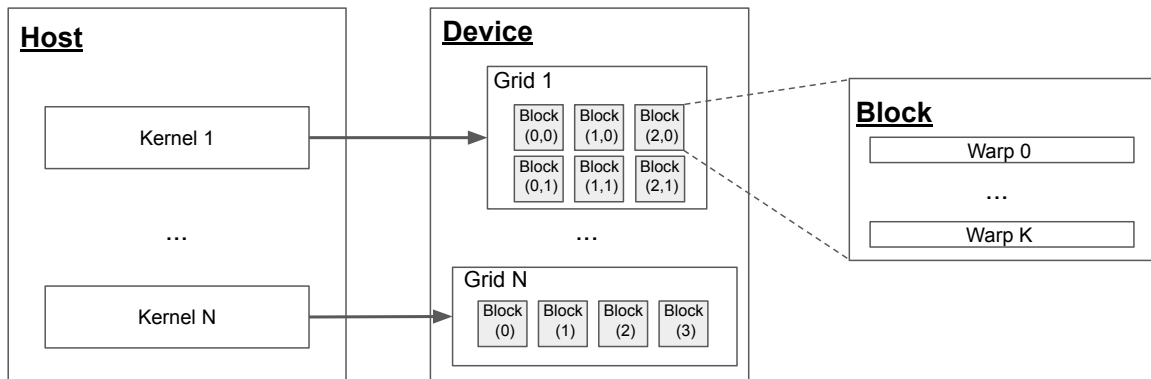 Host
Kernel 1
...
Kernel N
Device
Grid 1
Block
(0,0)
Block
(1,0)
Block
(2,0)
Block
(0,1)
Block
(1,1)
Block
(2,1)
...
Grid N
Block
(0)
Block
(1)
Block
(2)
Block
(3)
Block
Warp 0
...
Warp K